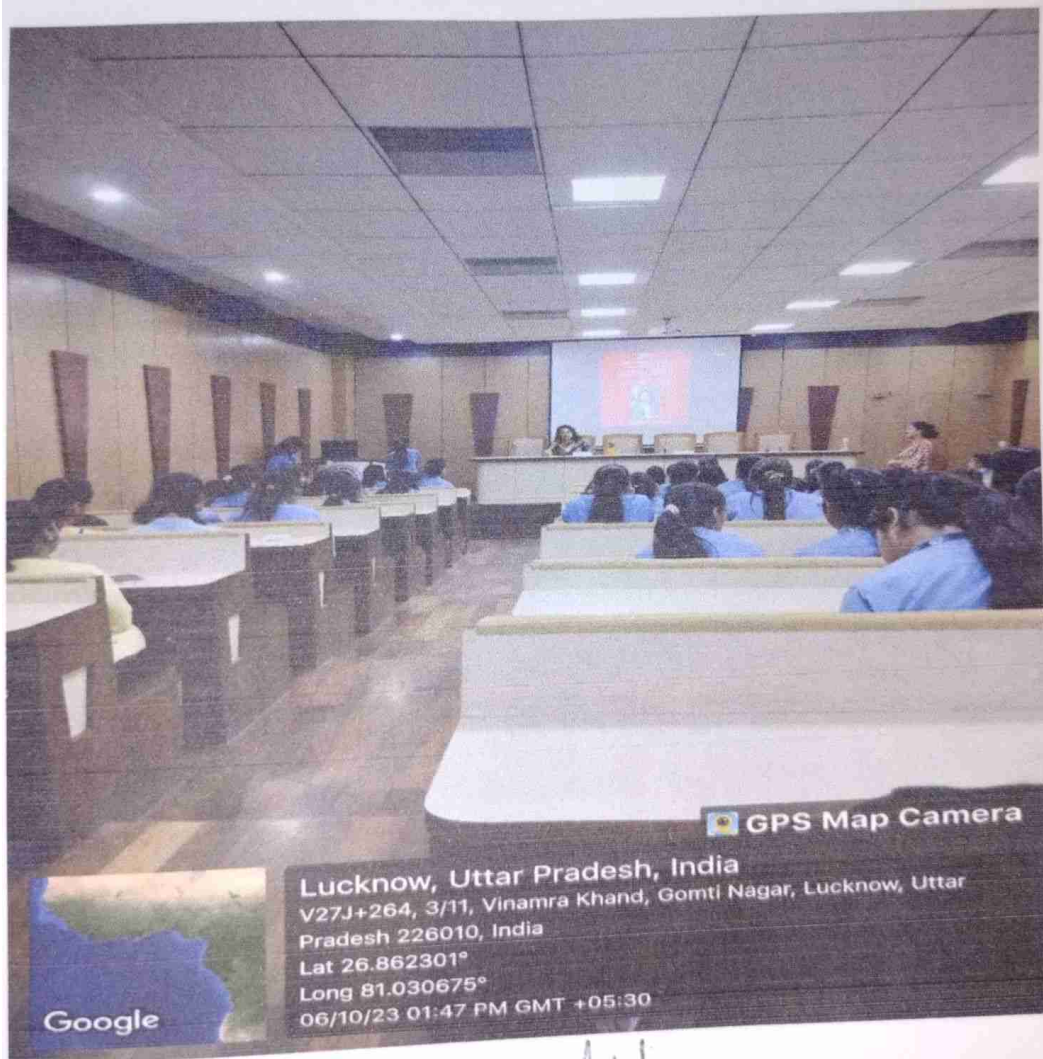 GPS Map Camera
Lucknow, Uttar Pradesh, India
V27J+264, 3/11, Vinamra Khand, Gomti Nagar, Lucknow, Uttar
Pradesh 226010, India
Lat 26.862301°
Long 81.030675°
06/10/23 01:47 PM GMT +05:30
Google